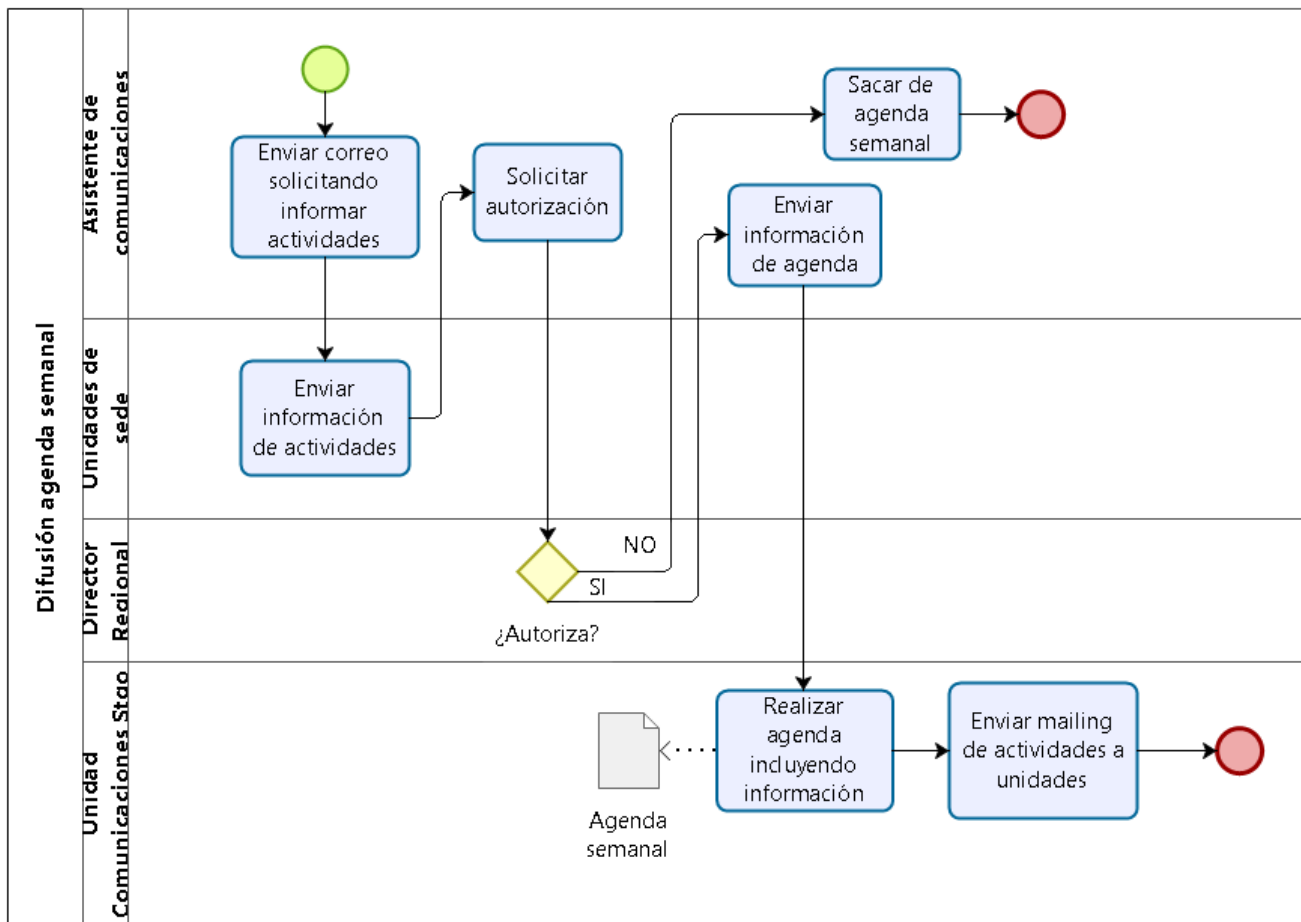 Difusión agenda semanal
Asistente de
comunicaciones
Enviar correo
solicitando
informar
actividades
Solicitar
autorización
Sacar de
agenda
semanal
Enviar
información
de agenda
Unidades de
sede
Enviar
información
de actividades
Director
Regional
NO
SI
¿Autoriza?
Unidad
Comunicaciones Stgo
Agenda
semanal
Realizar
agenda
incluyendo
información
Enviar mailing
de actividades a
unidades